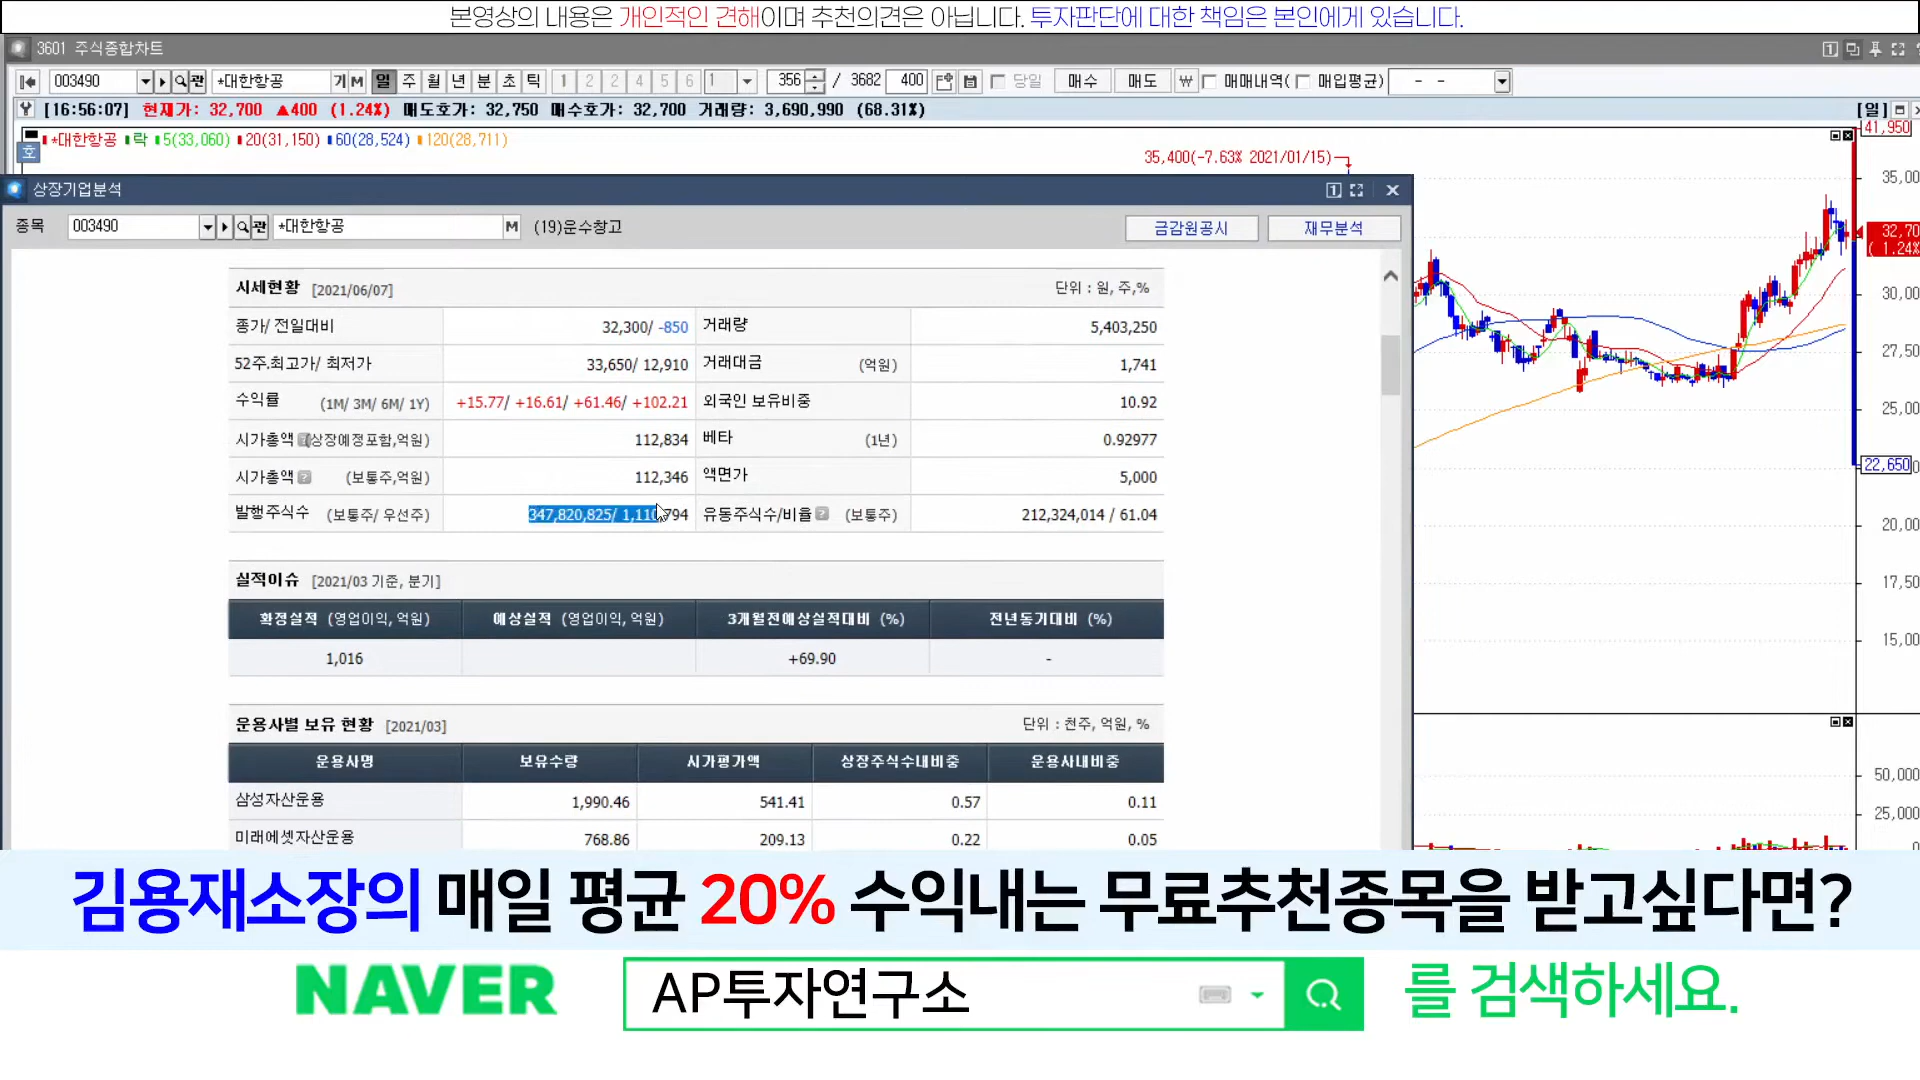 본영상의 내용은 개인적인 견해이며 추천의견은 아닙니다. 투자판단에 대한 책임은 본인에게 있습니다.
3601 주식종합차트
003490 관 *대한항공 기 M 일 주 월 년 분 초 틱 1 2 2 4 5 6 1 356 / 3682 400 당일 매수 매도 ₩ 매매내역( 매입평균) - -
[16:56:07] 현재가: 32,700 ▲400 (1.24%) 매도호가: 32,750 매수호가: 32,700 거래량: 3,690,990 (68.31%) [일]
*대한항공 락 5(33,060) 20(31,150) 60(28,524) 120(28,711)
호
35,400(-7.63% 2021/01/15)
41,950
35,00
32,70
( 1.24%
30,00
27,50
25,00
22,650
20,00
17,50
15,00
50,000
25,000
상장기업분석
종목 003490 관 *대한항공 M (19)운수창고 금감원공시 재무분석
시세현황 [2021/06/07] 단위 : 원, 주,%
종가/ 전일대비 32,300/ -850 거래량 5,403,250
52주.최고가/ 최저가 33,650/ 12,910 거래대금 (억원) 1,741
수익률 (1M/ 3M/ 6M/ 1Y) +15.77/ +16.61/ +61.46/ +102.21 외국인 보유비중 10.92
시가총액 (상장예정포함,억원) 112,834 베타 (1년) 0.92977
시가총액 (보통주,억원) 112,346 액면가 5,000
발행주식수 (보통주/ 우선주) 347,820,825/ 1,110,794 유동주식수/비율 (보통주) 212,324,014 / 61.04
실적이슈 [2021/03 기준, 분기]
확정실적 (영업이익, 억원) 예상실적 (영업이익, 억원) 3개월전예상실적대비 (%) 전년동기대비 (%)
1,016 +69.90 -
운용사별 보유 현황 [2021/03] 단위 : 천주, 억원, %
운용사명 보유수량 시가평가액 상장주식수내비중 운용사내비중
삼성자산운용 1,990.46 541.41 0.57 0.11
미래에셋자산운용 768.86 209.13 0.22 0.05
김용재소장의 매일 평균 20% 수익내는 무료추천종목을 받고싶다면?
NAVER AP투자연구소 를 검색하세요.